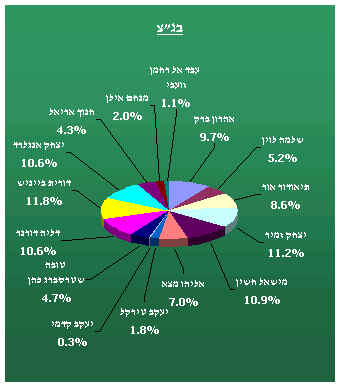 בג״צ
עבד אל רחמן
זועבי
1.1%
אהרון ברק
9.7%
שלמה לוין
5.2%
תיאודור אור
8.6%
יצחק זמיר
11.2%
מישאל חשין
10.9%
אליהו מצא
7.0%
יעקב טירקל
1.8%
יעקב קדמי
0.3%
טובה
שטרסברג כהן
4.7%
דליה דורנר
10.6%
דורית בייניש
11.8%
יצחק אנגלרד
10.6%
חנוך אריאל
4.3%
מנחם אילן
2.0%